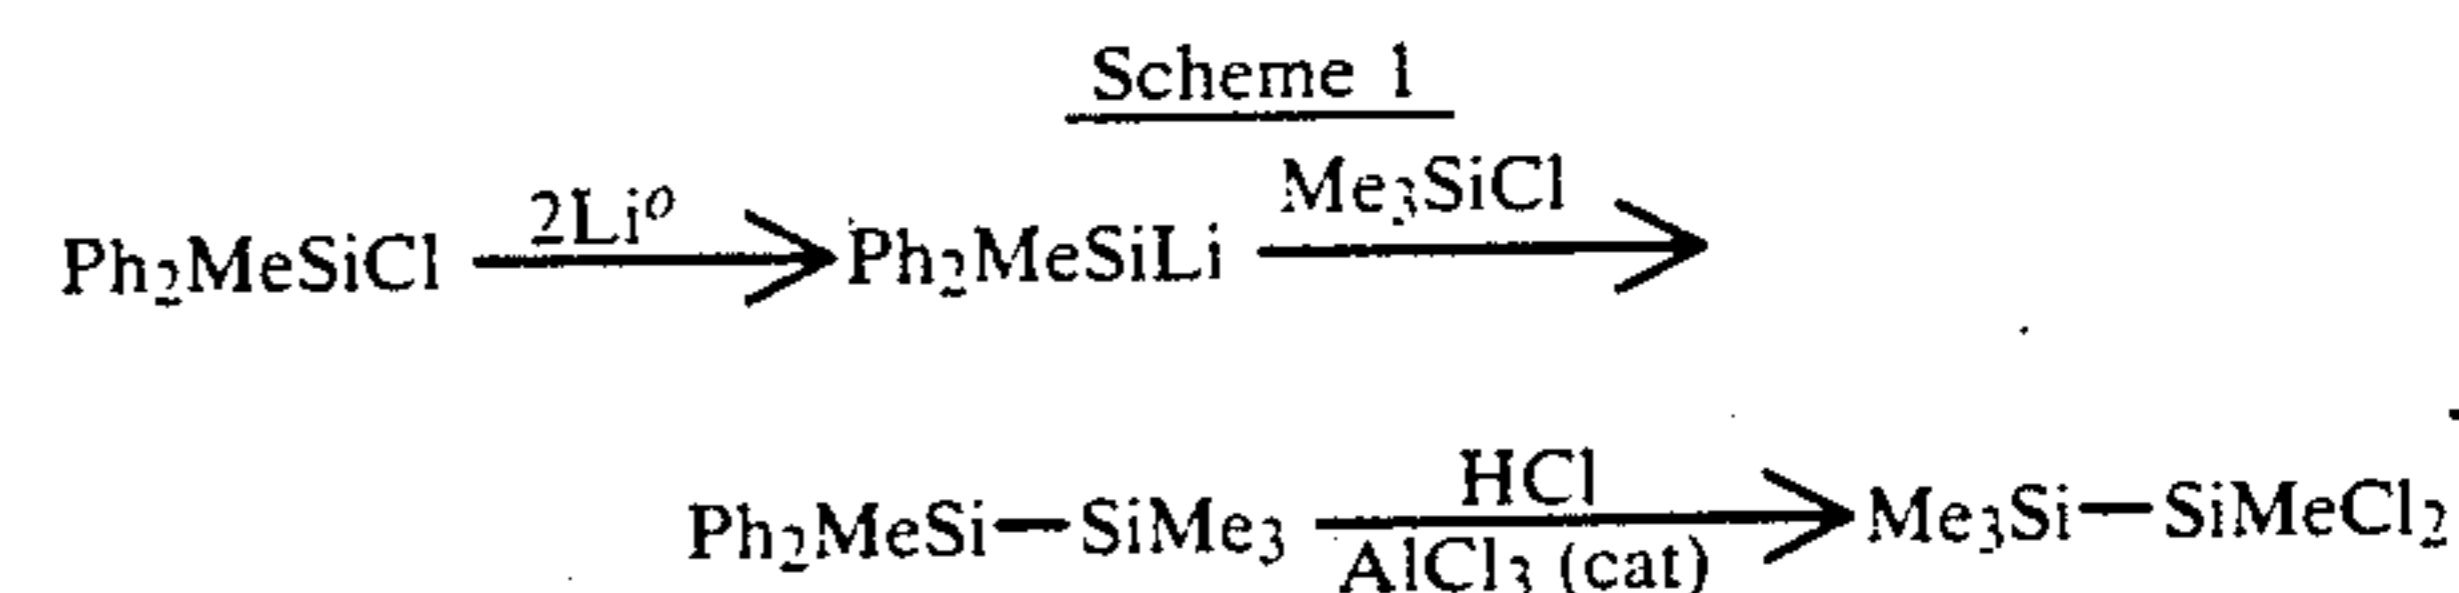 Scheme 1
Ph₂MeSiCl 2Li⁰ Ph₂MeSiLi Me₃SiCl
Ph₂MeSi—SiMe₃ HCl AlCl₃ (cat) Me₃Si—SiMeCl₂